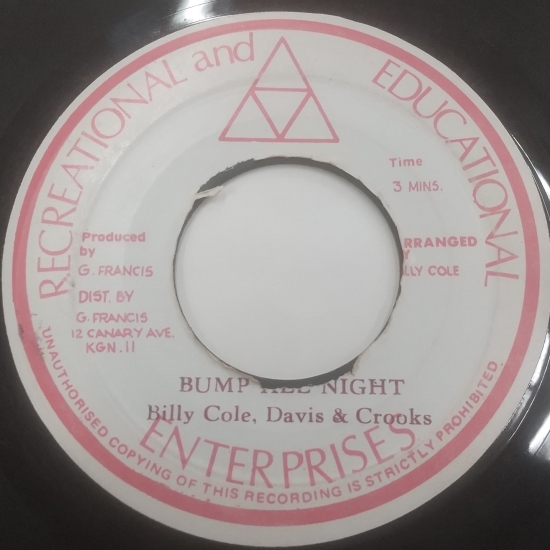 RECREATIONAL and EDUCATIONAL
ENTERPRISES
Time
3 MINS.
Produced
by
G. FRANCIS
DIST. BY
G. FRANCIS
12 CANARY AVE.
KGN.11
RRANGED
Y
LLY COLE
BUMP ALL NIGHT
Billy Cole, Davis & Crooks
UNAUTHORISED COPYING OF THIS RECORDING IS STRICTLY PROHIBITED.